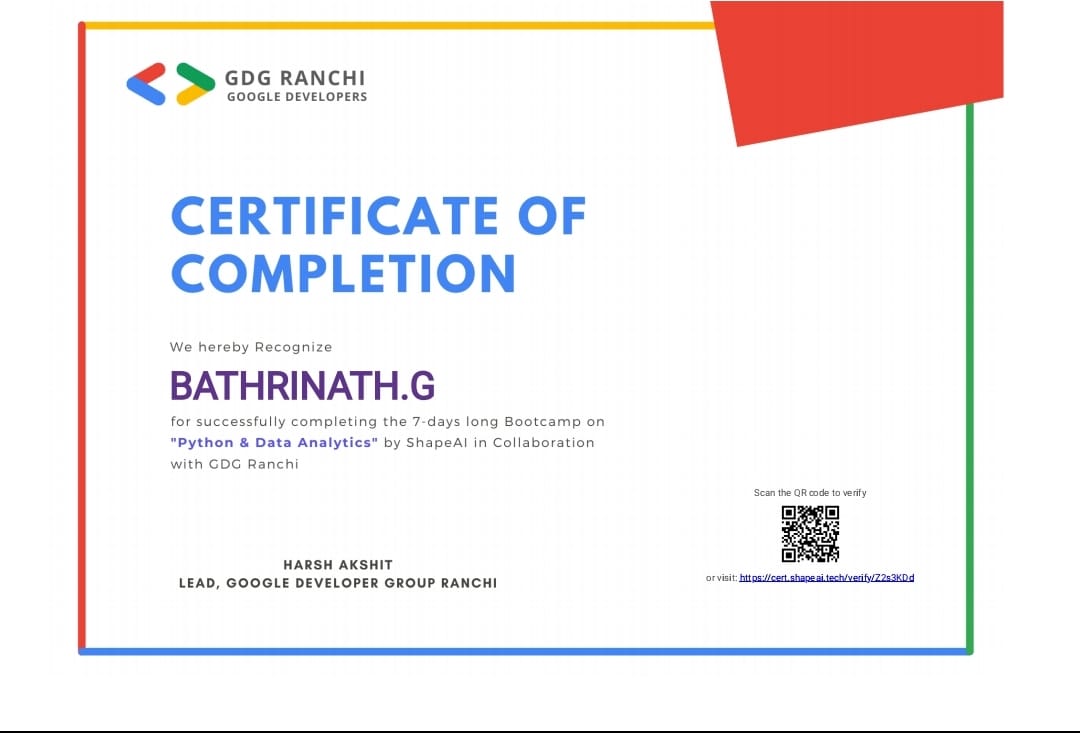 GDG RANCHI
GOOGLE DEVELOPERS
CERTIFICATE OF
COMPLETION
We hereby Recognize
BATHRINATH.G
for successfully completing the 7-days long Bootcamp on
"Python & Data Analytics" by ShapeAI in Collaboration
with GDG Ranchi
Scan the QR code to verify
or visit: https://cert.shapeai.tech/verify/Z2s3KDd
HARSH AKSHIT
LEAD, GOOGLE DEVELOPER GROUP RANCHI